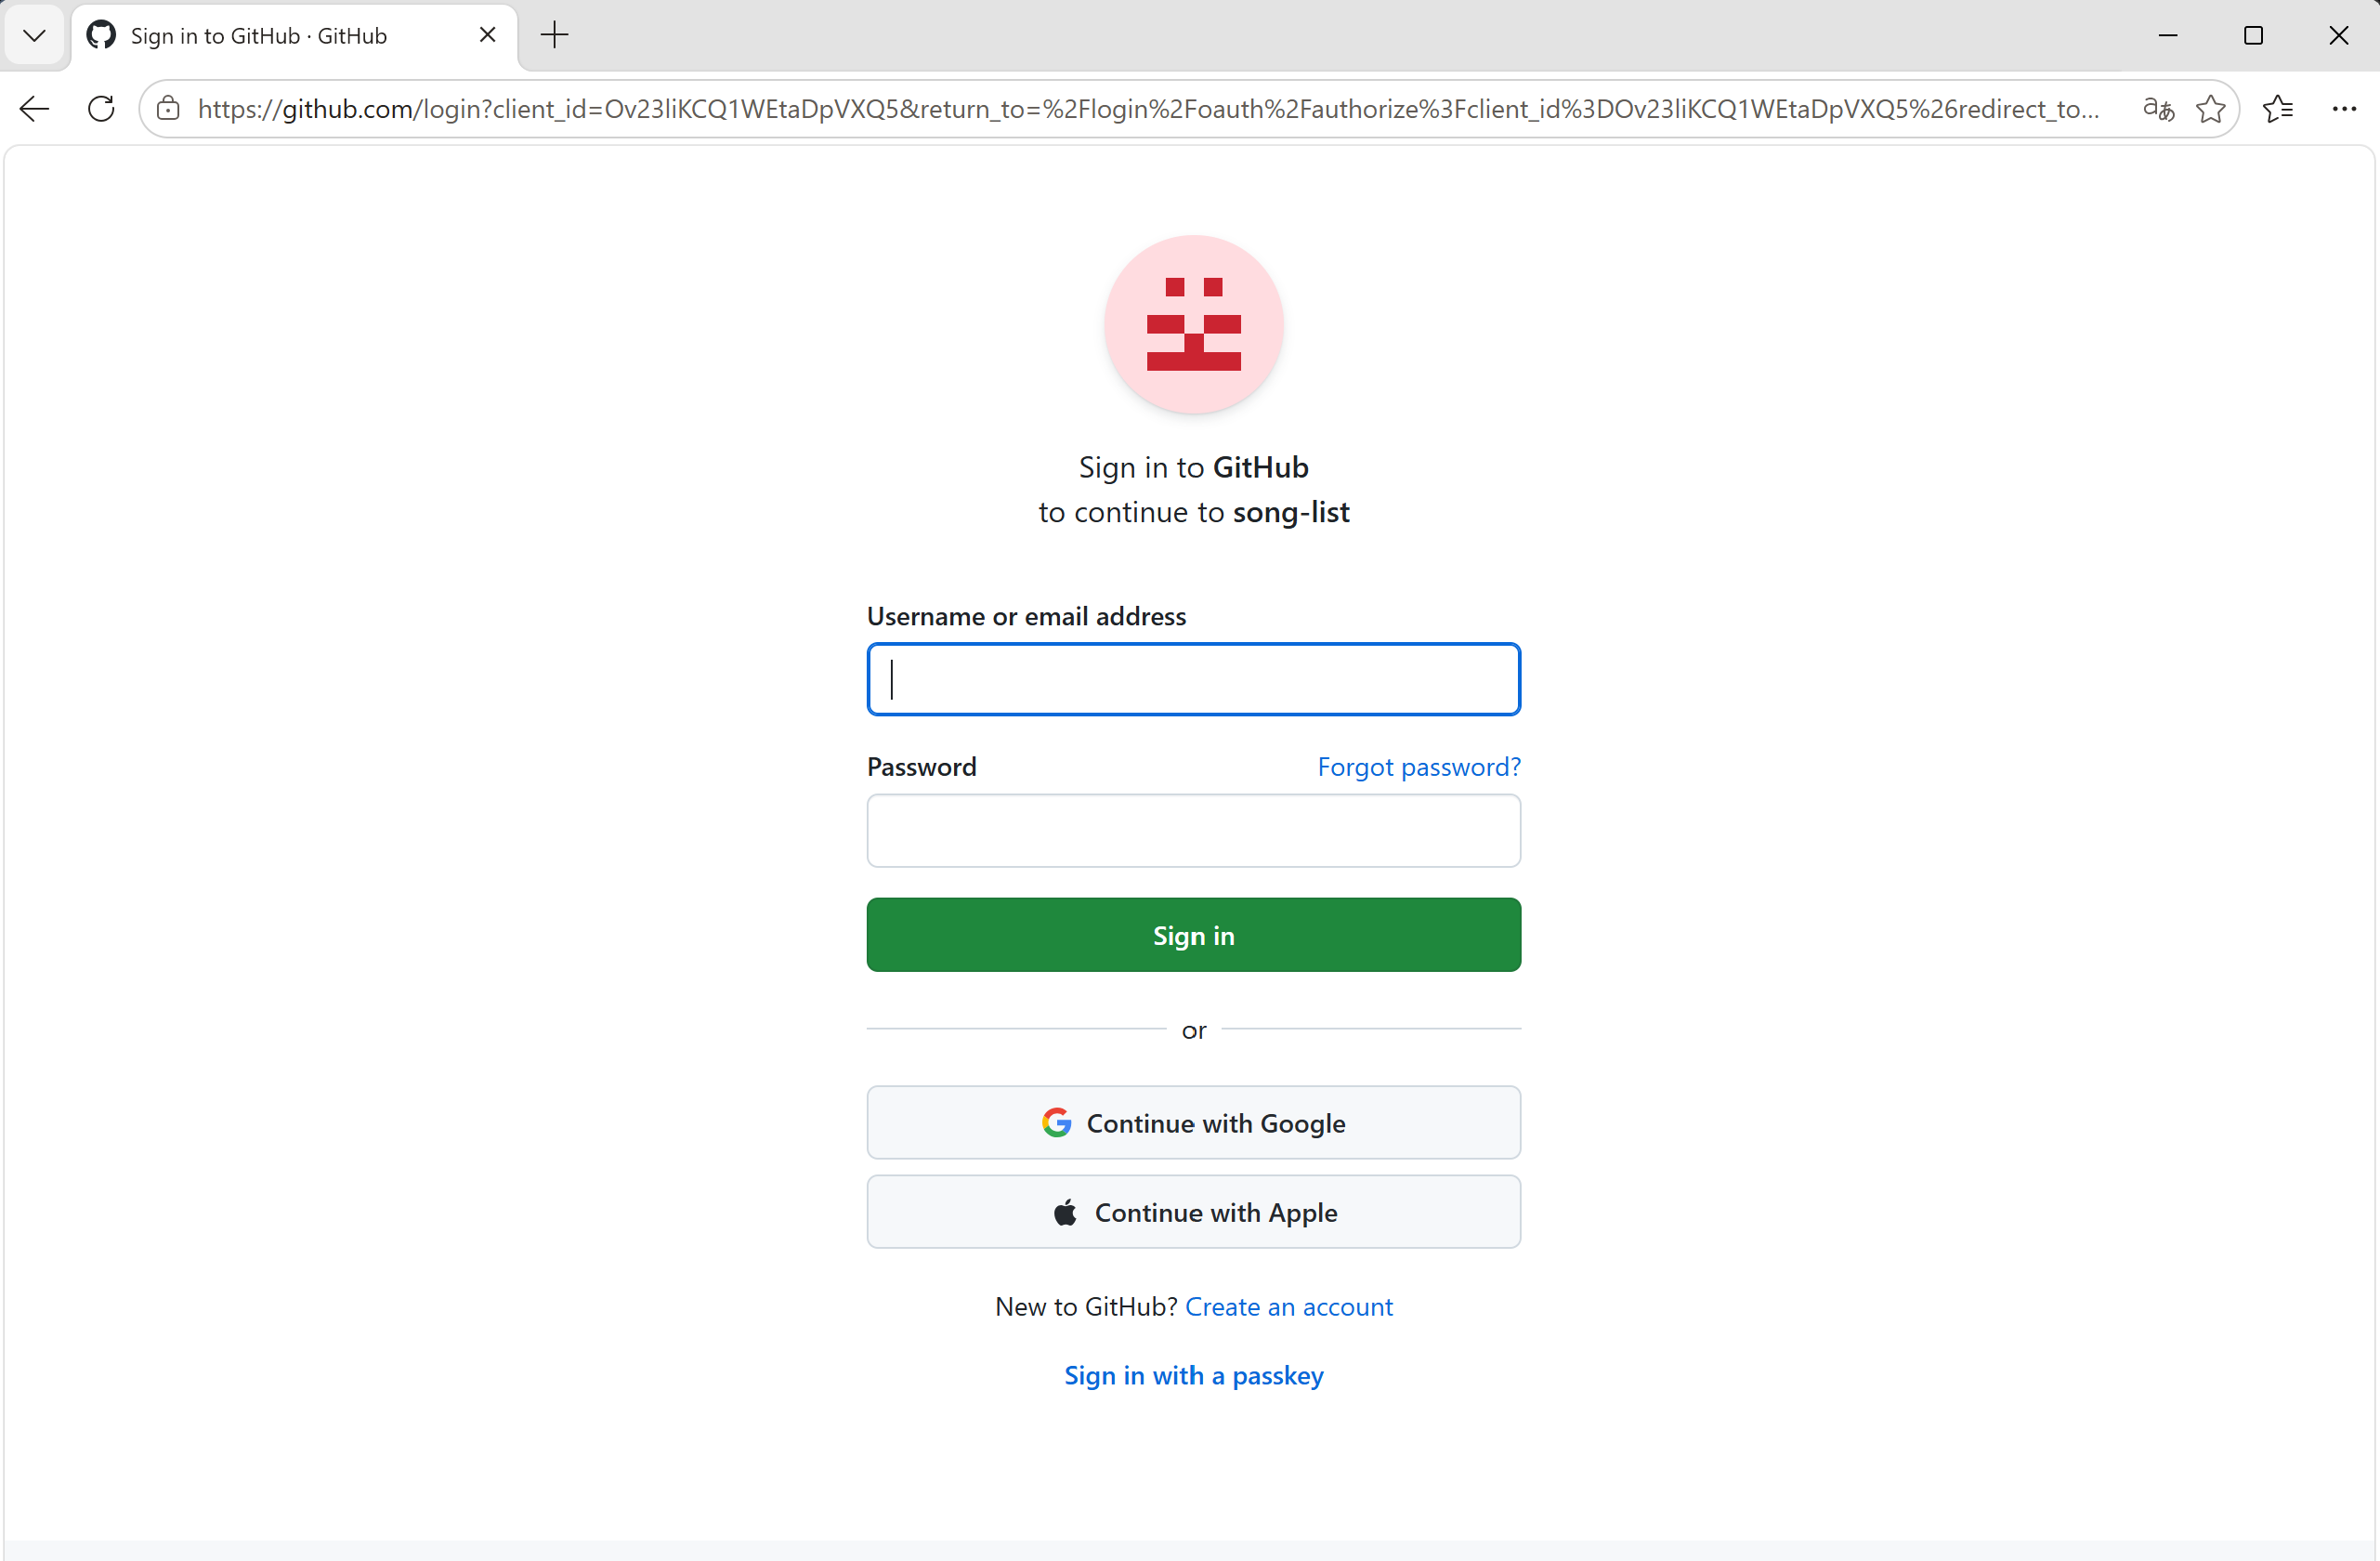 Sign in to GitHub · GitHub
https://github.com/login?client_id=Ov23liKCQ1WEtaDpVXQ5&return_to=%2Flogin%2Foauth%2Fauthorize%3Fclient_id%3DOv23liKCQ1WEtaDpVXQ5%26redirect_to...
aあ
Sign in to GitHub
to continue to song-list
Username or email address
Password
Forgot password?
Sign in
or
Continue with Google
Continue with Apple
New to GitHub? Create an account
Sign in with a passkey